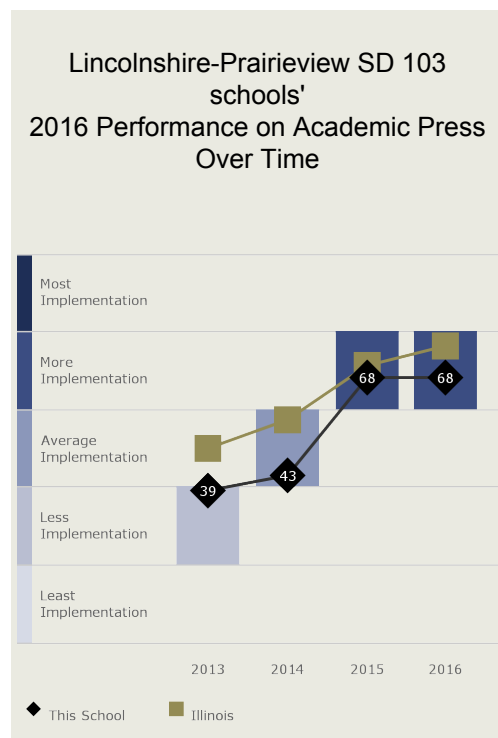 Lincolnshire-Prairieview SD 103
schools'
2016 Performance on Academic Press
Over Time
Most
Implementation
More
Implementation
68
68
Average
Implementation
43
39
Less
Implementation
Least
Implementation
2013
2014
2015
2016
This School
Illinois